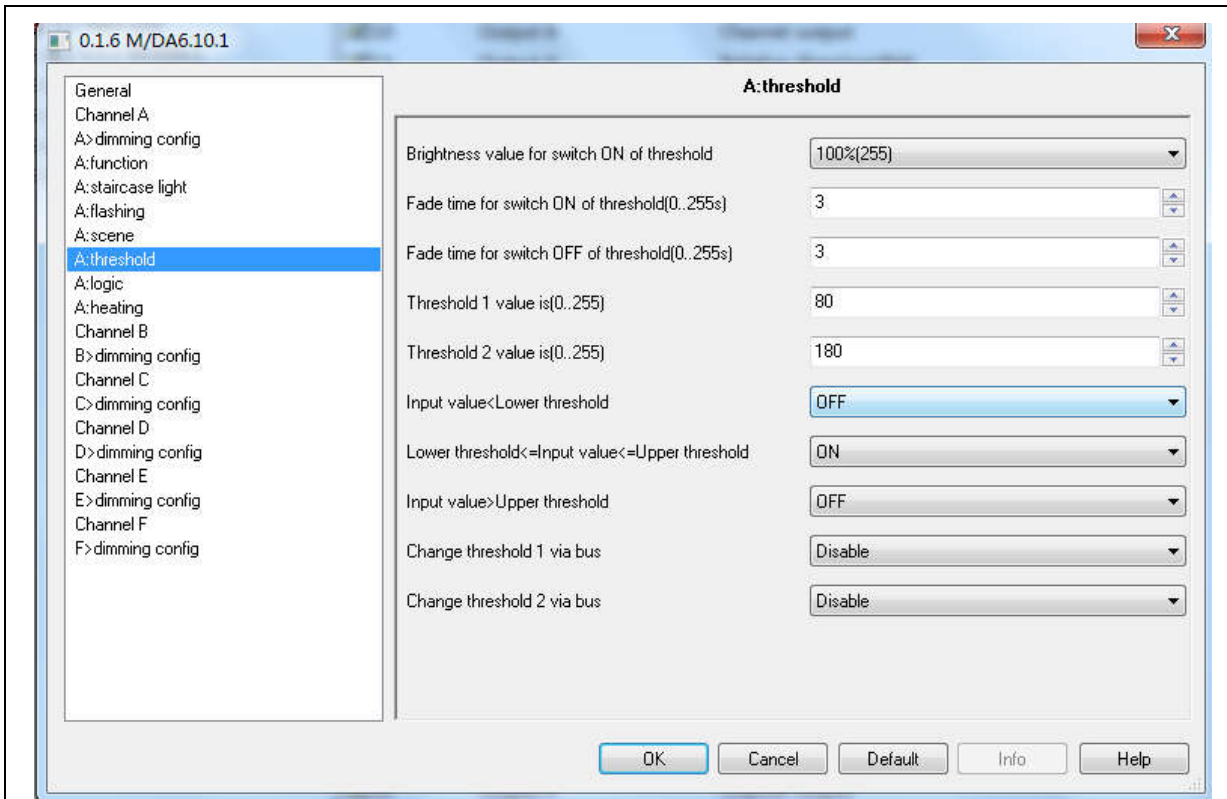 0.1.6 M/DA6.10.1
General
Channel A
A>dimming config
A:function
A:staircase light
A:flashing
A:scene
A:threshold
A:logic
A:heating
Channel B
B>dimming config
Channel C
C>dimming config
Channel D
D>dimming config
Channel E
E>dimming config
Channel F
F>dimming config
A:threshold
Brightness value for switch ON of threshold 100%(255)
Fade time for switch ON of threshold(0..255s) 3
Fade time for switch OFF of threshold(0..255s) 3
Threshold 1 value is(0..255) 80
Threshold 2 value is(0..255) 180
Input value<Lower threshold OFF
Lower threshold<=Input value<=Upper threshold ON
Input value>Upper threshold OFF
Change threshold 1 via bus Disable
Change threshold 2 via bus Disable
OK Cancel Default Info Help